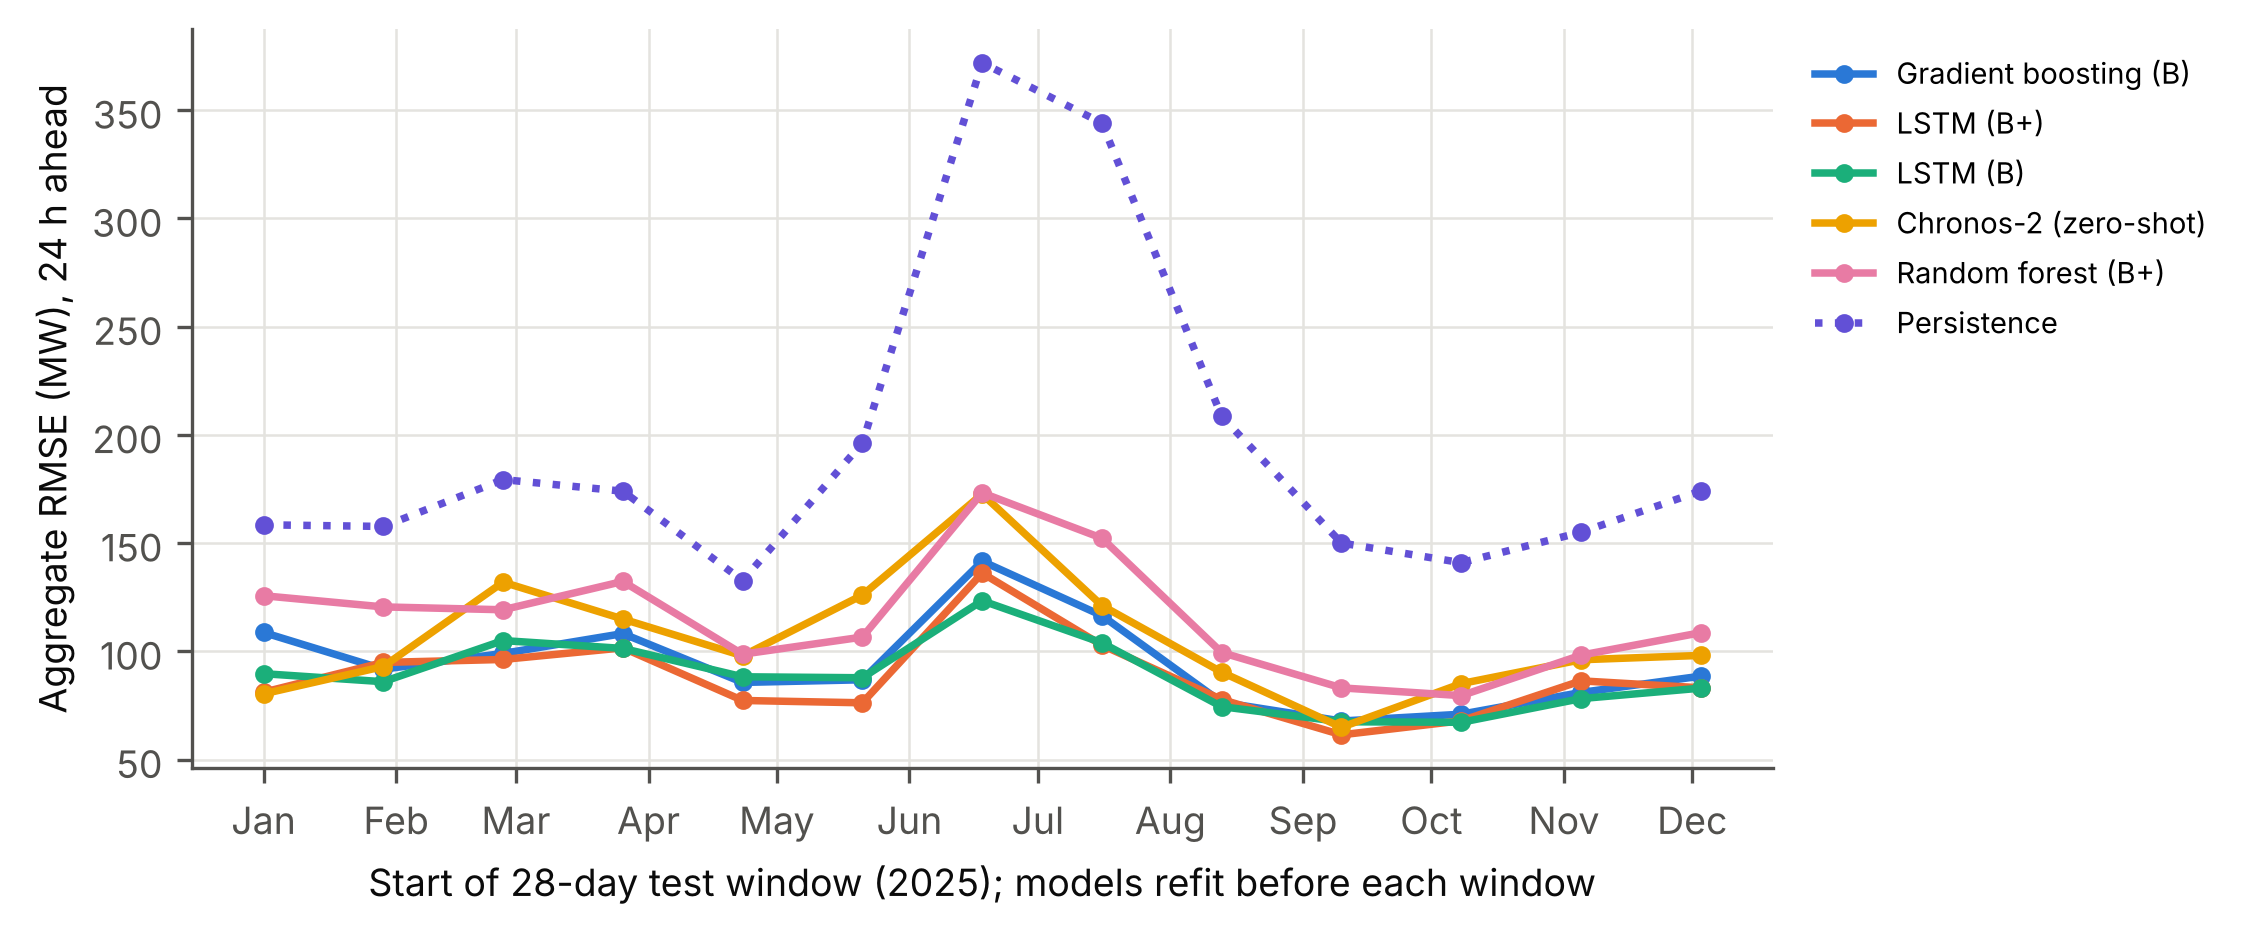 Aggregate RMSE (MW), 24 h ahead
350
300
250
200
150
100
50
Jan Feb Mar Apr May Jun Jul Aug Sep Oct Nov Dec
Start of 28-day test window (2025); models refit before each window
Gradient boosting (B)
LSTM (B+)
LSTM (B)
Chronos-2 (zero-shot)
Random forest (B+)
Persistence